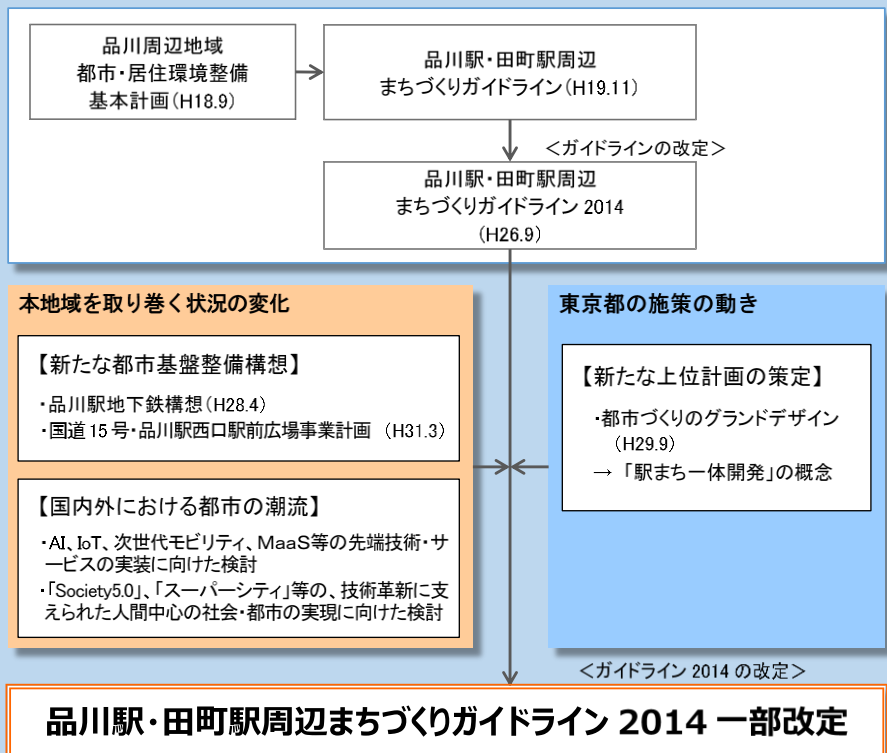 品川周辺地域
都市・居住環境整備
基本計画(H18.9)
品川駅・田町駅周辺
まちづくりガイドライン(H19.11)
＜ガイドラインの改定＞
品川駅・田町駅周辺
まちづくりガイドライン 2014
(H26.9)
本地域を取り巻く状況の変化
【新たな都市基盤整備構想】
・品川駅地下鉄構想(H28.4)
・国道 15 号・品川駅西口駅前広場事業計画 (H31.3)
【国内外における都市の潮流】
・AI、IoT、次世代モビリティ、MaaS等の先端技術・サ
ービスの実装に向けた検討
・「Society5.0」、「スーパーシティ」等の、技術革新に支
えられた人間中心の社会・都市の実現に向けた検討
東京都の施策の動き
【新たな上位計画の策定】
・都市づくりのグランドデザイン
(H29.9)
→ 「駅まち一体開発」の概念
＜ガイドライン 2014 の改定＞
品川駅・田町駅周辺まちづくりガイドライン 2014 一部改定